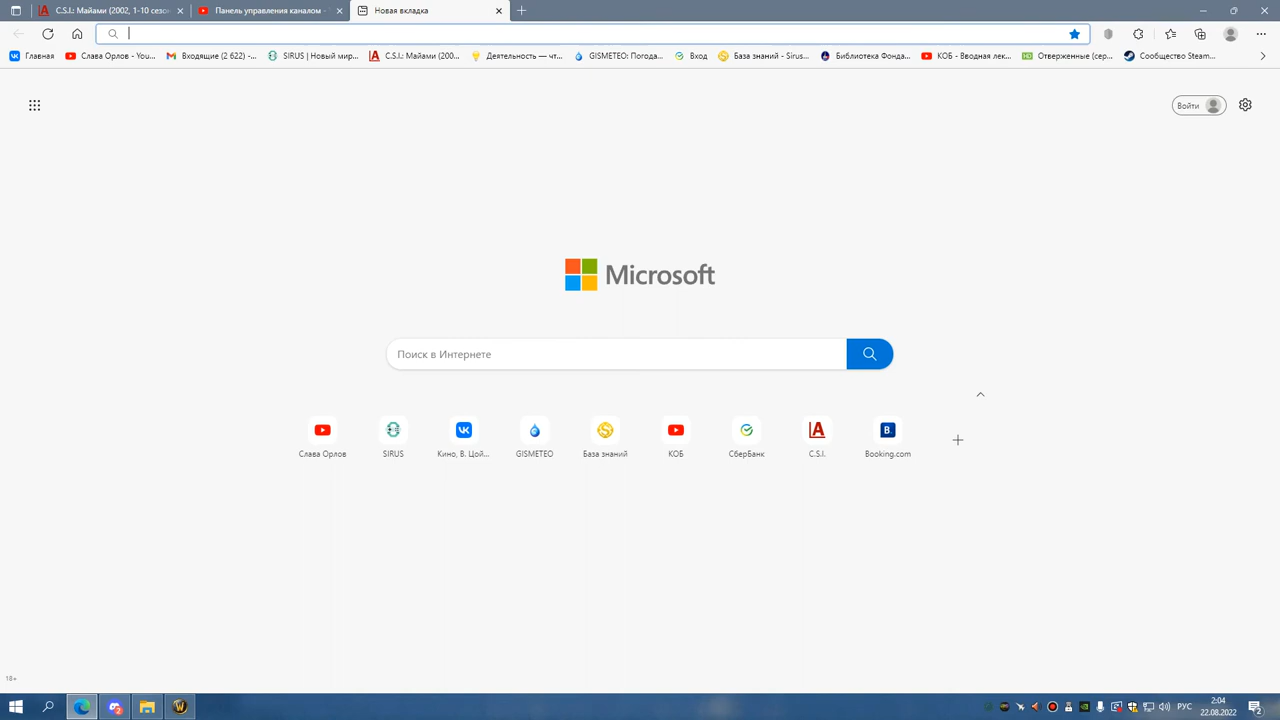 C.S.I.: Майами (2002, 1-10 сезон
Панель управления каналом -
Новая вкладка
Главная
Слава Орлов - You...
Входящие (2 622) -...
SIRUS | Новый мир...
C.S.I.: Майами (200...
Деятельность — чт...
GISMETEO: Погода...
Вход
База знаний - Sirus...
Библиотека Фонда...
КОБ - Вводная лек...
Отверженные [сер...
Сообщество Steam...
Войти
Microsoft
Поиск в Интернете
Слава Орлов
SIRUS
Кино, В. Цой...
GISMETEO
База знаний
КОБ
СберБанк
C.S.I.
Booking.com
18+
РУС
2:04
22.08.2022
2